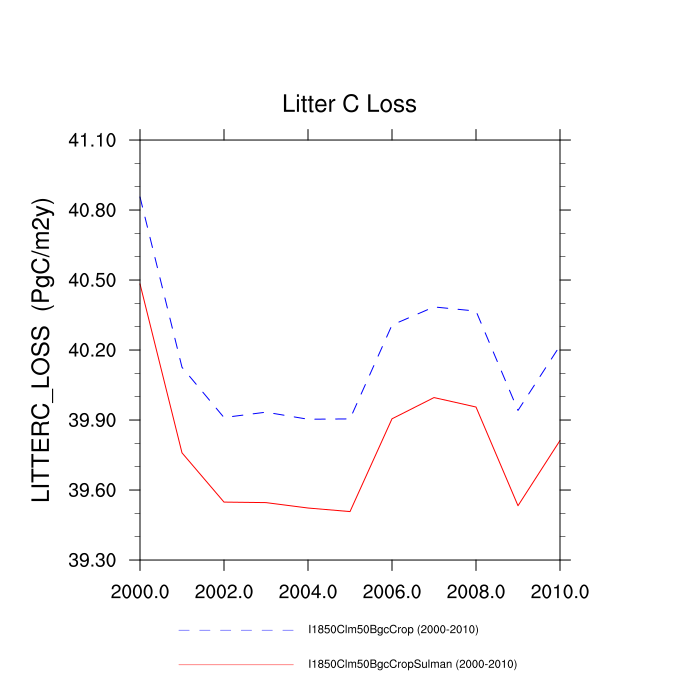 Litter C Loss
LITTERC_LOSS (PgC/m2y)
41.10
40.80
40.50
40.20
39.90
39.60
39.30
2000.0 2002.0 2004.0 2006.0 2008.0 2010.0
I1850Clm50BgcCrop (2000-2010)
I1850Clm50BgcCropSulman (2000-2010)